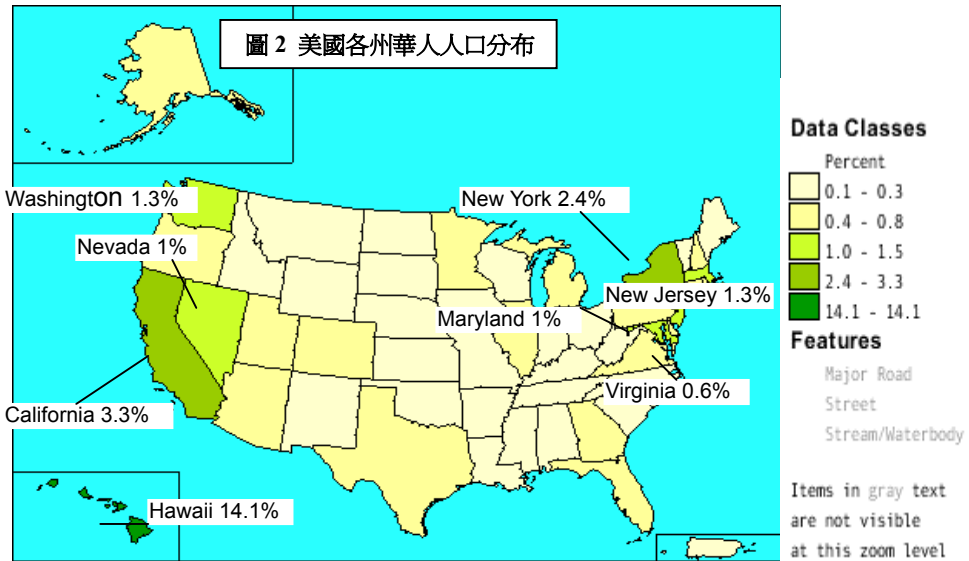 圖 2 美國各州華人人口分布
Washington 1.3%
New York 2.4%
Nevada 1%
New Jersey 1.3%
Maryland 1%
Virginia 0.6%
California 3.3%
Hawaii 14.1%
Data Classes
Percent
0.1 - 0.3
0.4 - 0.8
1.0 - 1.5
2.4 - 3.3
14.1 - 14.1
Features
Major Road
Street
Stream/Waterbody
Items in gray text
are not visible
at this zoom level